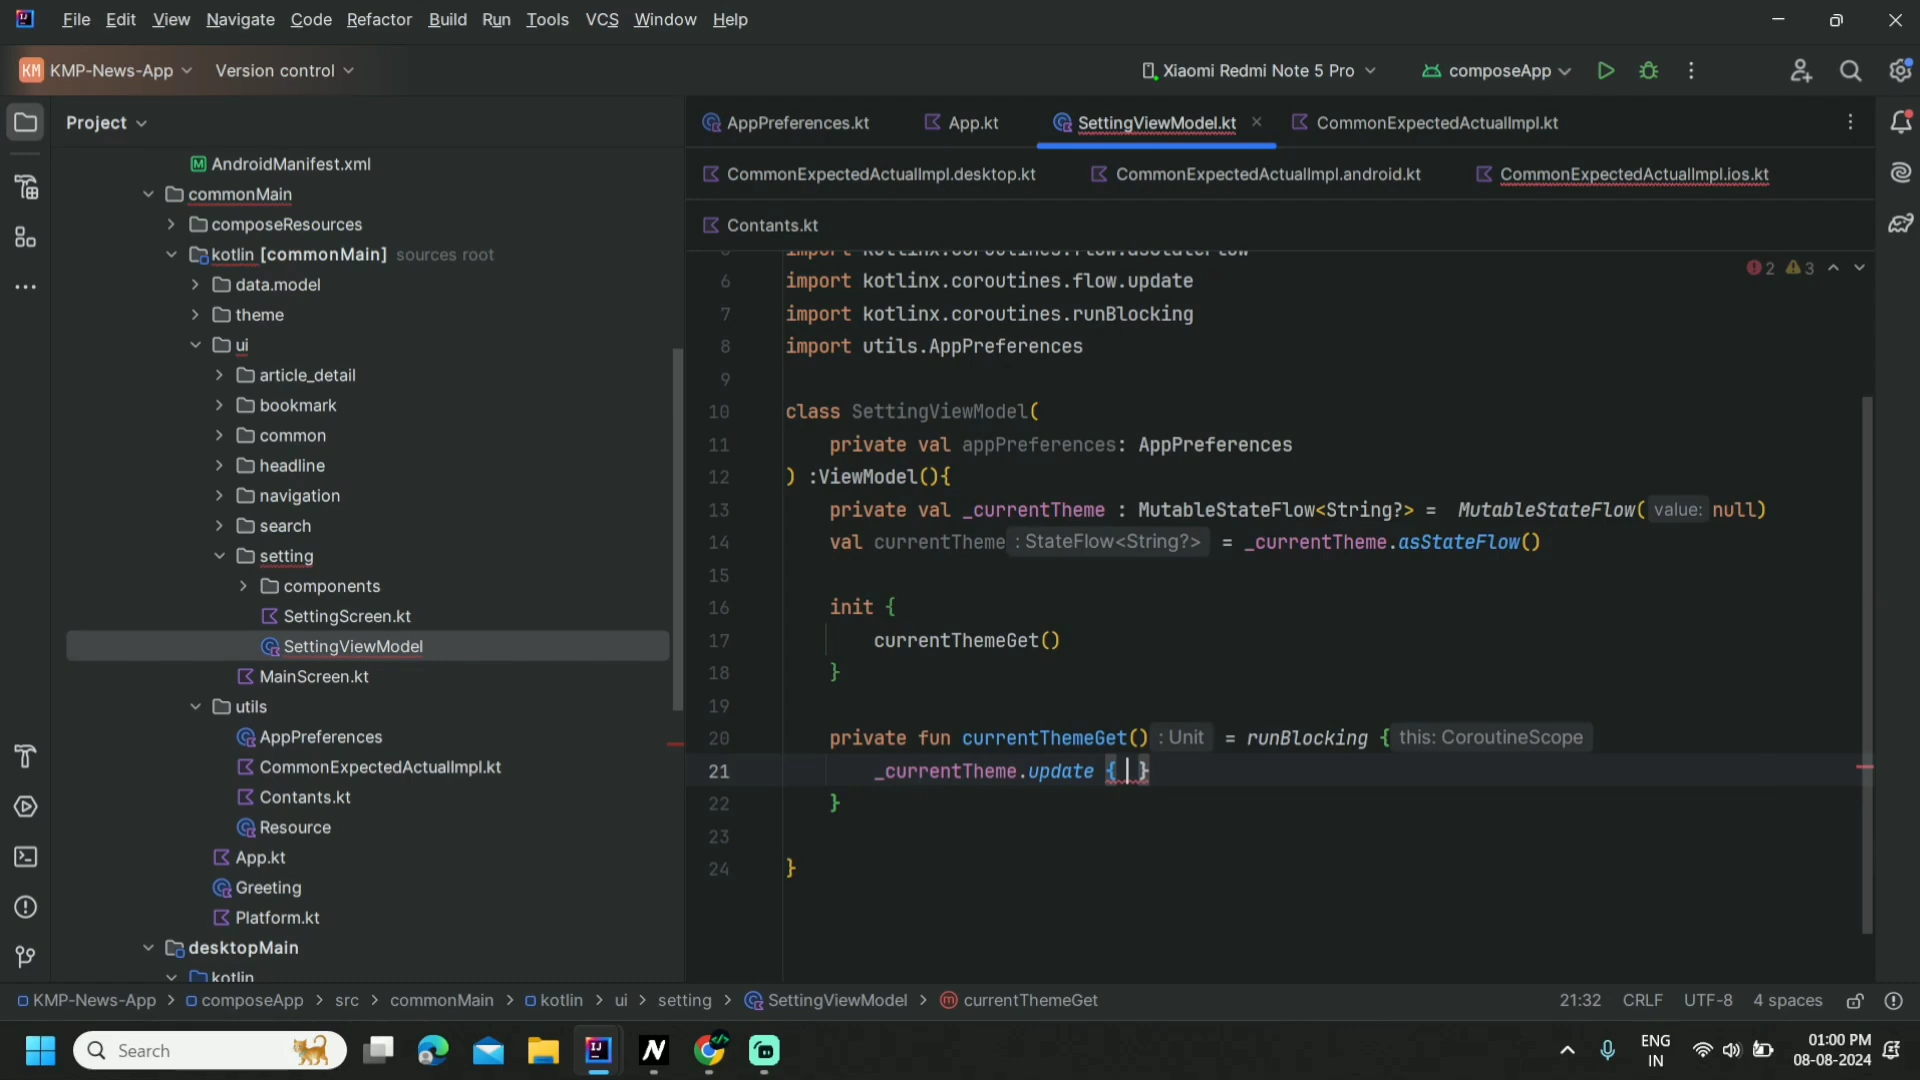 File Edit View Navigate Code Refactor Build Run Tools VCS Window Help
KM KMP-News-App Version control Xiaomi Redmi Note 5 Pro composeApp
Project
AndroidManifest.xml
commonMain
composeResources
kotlin [commonMain] sources root
data.model
theme
ui
article_detail
bookmark
common
headline
navigation
search
setting
components
SettingScreen.kt
SettingViewModel
MainScreen.kt
utils
AppPreferences
CommonExpectedActualImpl.kt
Contants.kt
Resource
App.kt
Greeting
Platform.kt
desktopMain
kotlin
AppPreferences.kt App.kt SettingViewModel.kt CommonExpectedActualImpl.kt
CommonExpectedActualImpl.desktop.kt CommonExpectedActualImpl.android.kt CommonExpectedActualImpl.ios.kt
Contants.kt
2 3
import kotlinx.coroutines.flow.asStateFlow
6 import kotlinx.coroutines.flow.update
7 import kotlinx.coroutines.runBlocking
8 import utils.AppPreferences
9
10 class SettingViewModel(
11 private val appPreferences: AppPreferences
12 ) :ViewModel(){
13 private val _currentTheme : MutableStateFlow<String?> = MutableStateFlow( value: null)
14 val currentTheme : StateFlow<String?> = _currentTheme.asStateFlow()
15
16 init {
17 currentThemeGet()
18 }
19
20 private fun currentThemeGet() : Unit = runBlocking { this: CoroutineScope
21 _currentTheme.update { }
22 }
23
24 }
KMP-News-App > composeApp > src > commonMain > kotlin > ui > setting > SettingViewModel > currentThemeGet 21:32 CRLF UTF-8 4 spaces
Search
ENG
IN
01:00 PM
08-08-2024